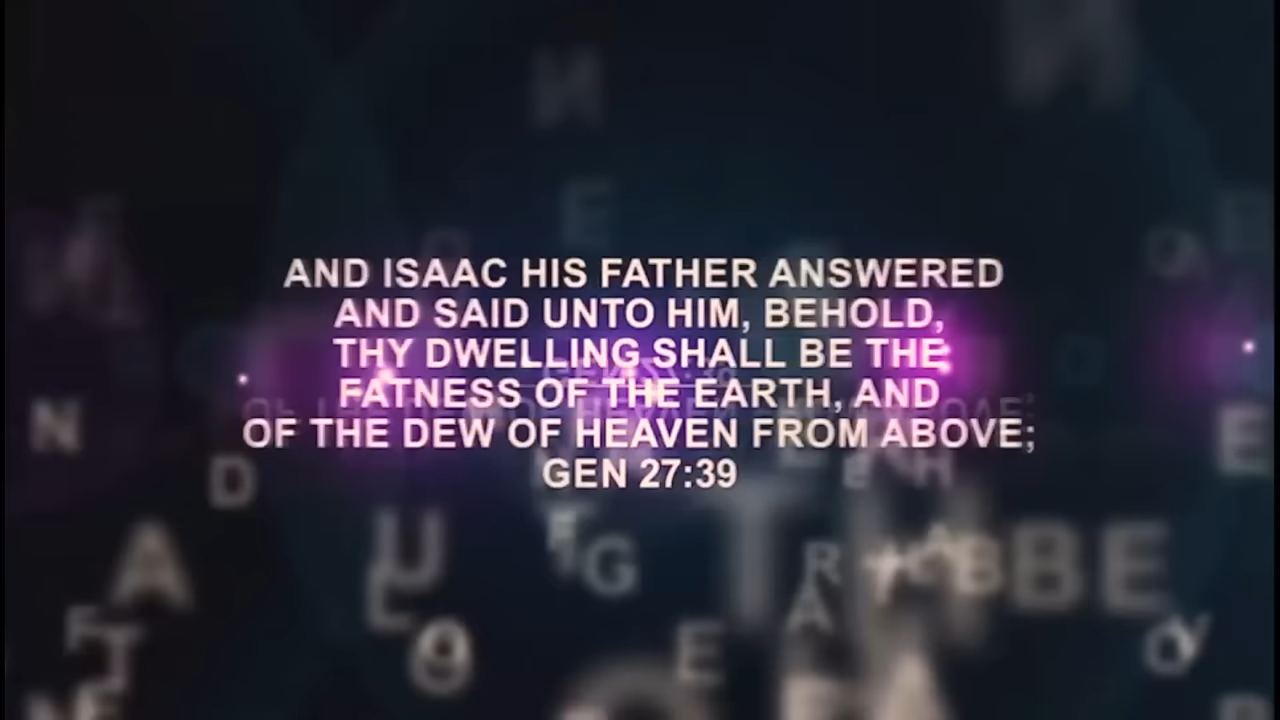 AND ISAAC HIS FATHER ANSWERED
AND SAID UNTO HIM, BEHOLD,
THY DWELLING SHALL BE THE
FATNESS OF THE EARTH, AND
OF THE DEW OF HEAVEN FROM ABOVE;
GEN 27:39